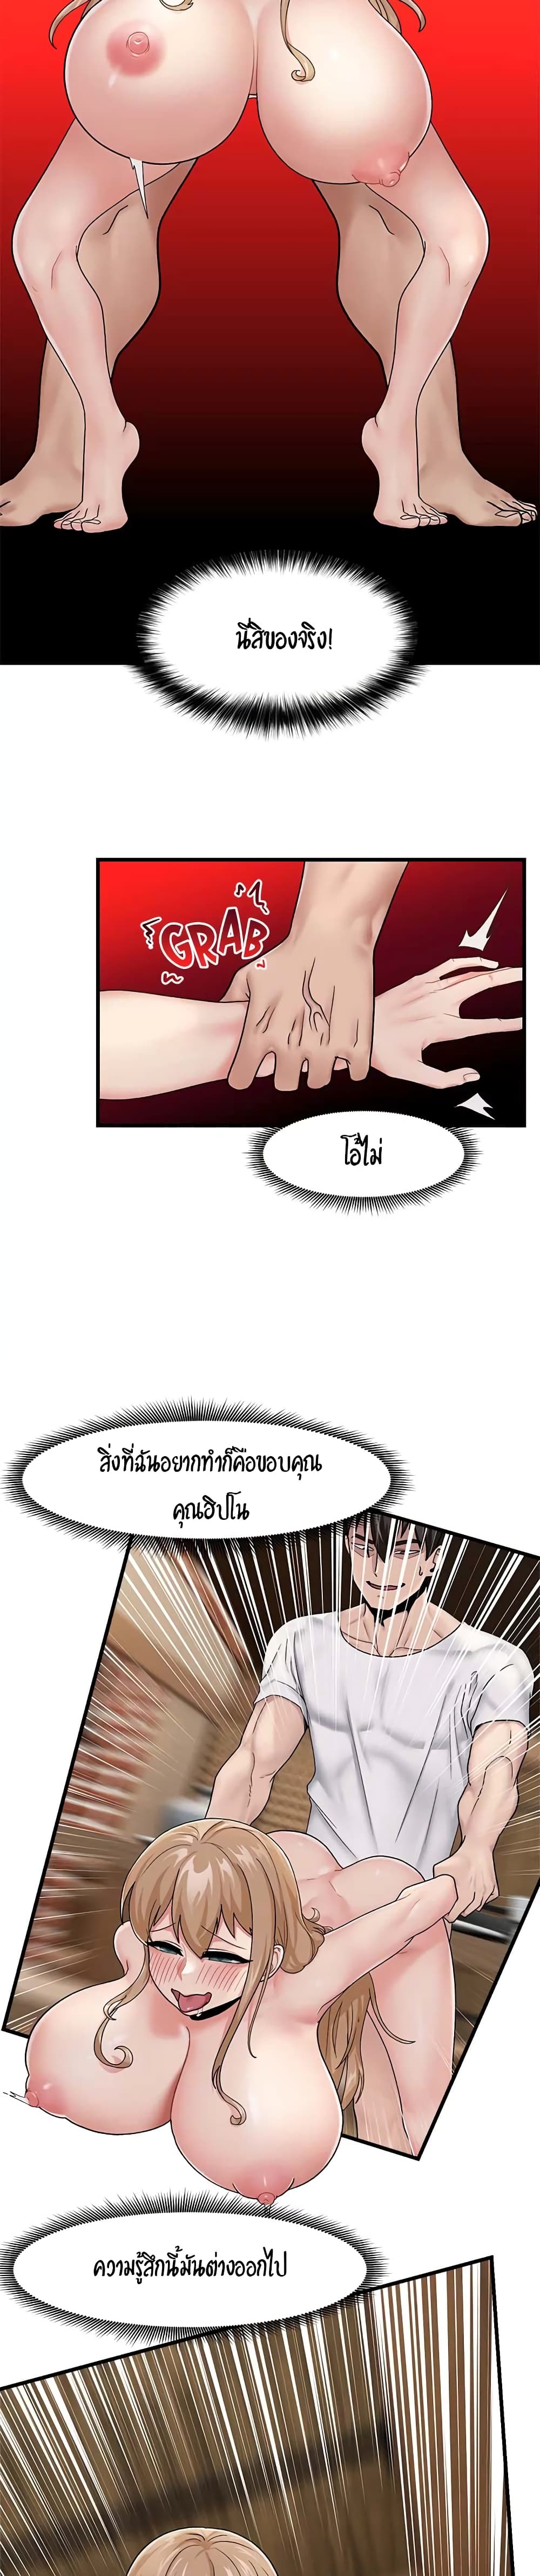 นี่สิของจริง!
GRAB
โอ้ไม่
สิ่งที่ฉันอยากทำก็คือขอบคุณ
คุณฮิปโน
ความรู้สึกนี้มันต่างออกไป